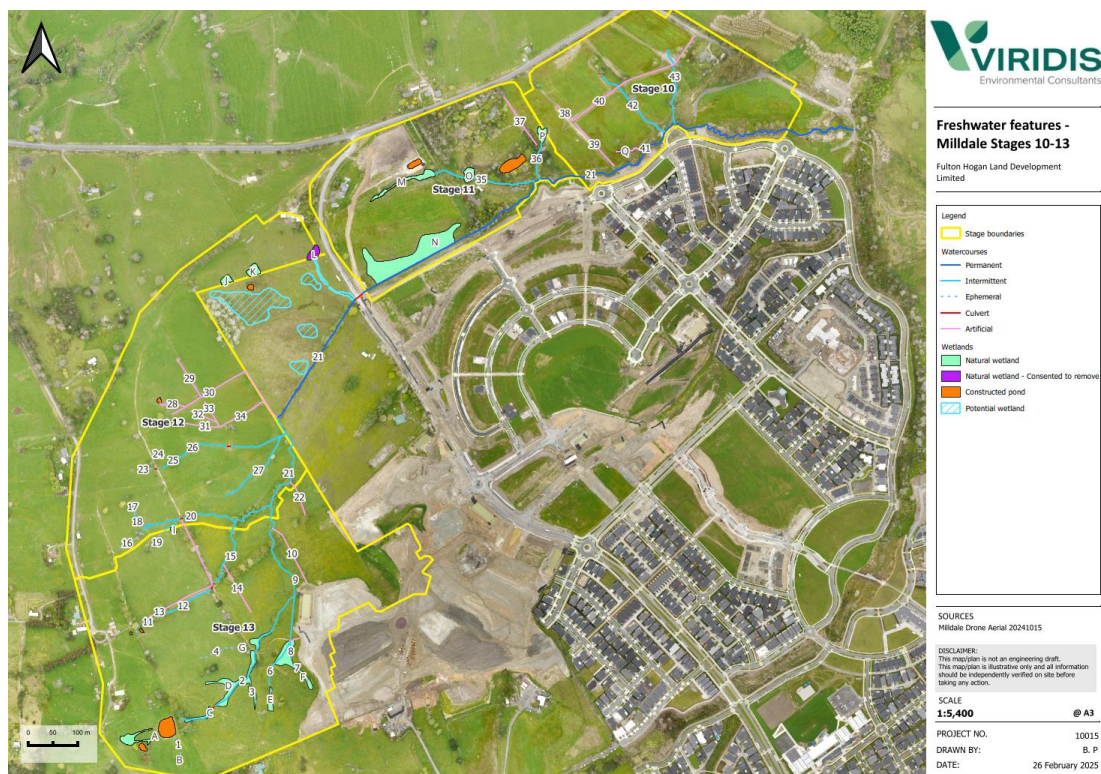 VIRIDIS
Environmental Consultants
Freshwater features -
Milldale Stages 10-13
Fulton Hogan Land Development
Limited
Legend
Stage boundaries
Watercourses
Permanent
Intermittent
Ephemeral
Culvert
Artificial
Wetlands
Natural wetland
Natural wetland - Consented to remove
Constructed pond
Potential wetland
SOURCES
Milldale Drone Aerial 20241015
DISCLAIMER:
This map/plan is not an engineering draft.
This map/plan is illustrative only and all information
should be independently verified on site before
taking any action.
SCALE
1:5,400 @ A3
PROJECT NO. 10015
DRAWN BY: B. P
DATE: 26 February 2025
43
Stage 10
40
42
38
37
P
39
Q 41
36
O 35
21
M
Stage 11
N
L
K
J
21
29
30
28
33
32
34
Stage 12
31
26
24
25
23
27
21
22
17
20
18
I
16
19
10
15
9
14
12
13
11
Stage 13
G
4
8
7
6
F
D
2
3
E
C
A
1
B
0 50 100 m